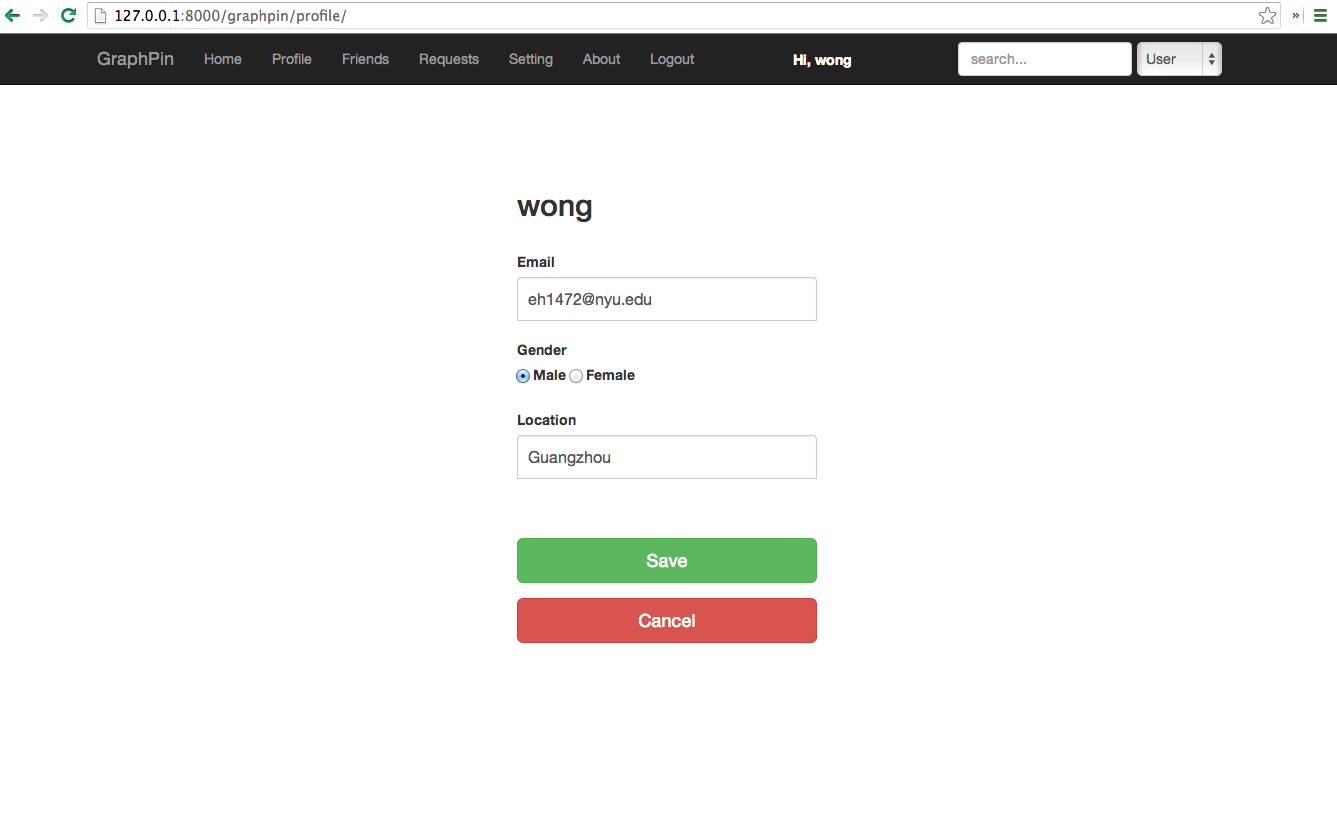 127.0.0.1:8000/graphpin/profile/
GraphPin Home Profile Friends Requests Setting About Logout Hi, wong search... User
wong
Email
eh1472@nyu.edu
Gender
Male Female
Location
Guangzhou
Save
Cancel